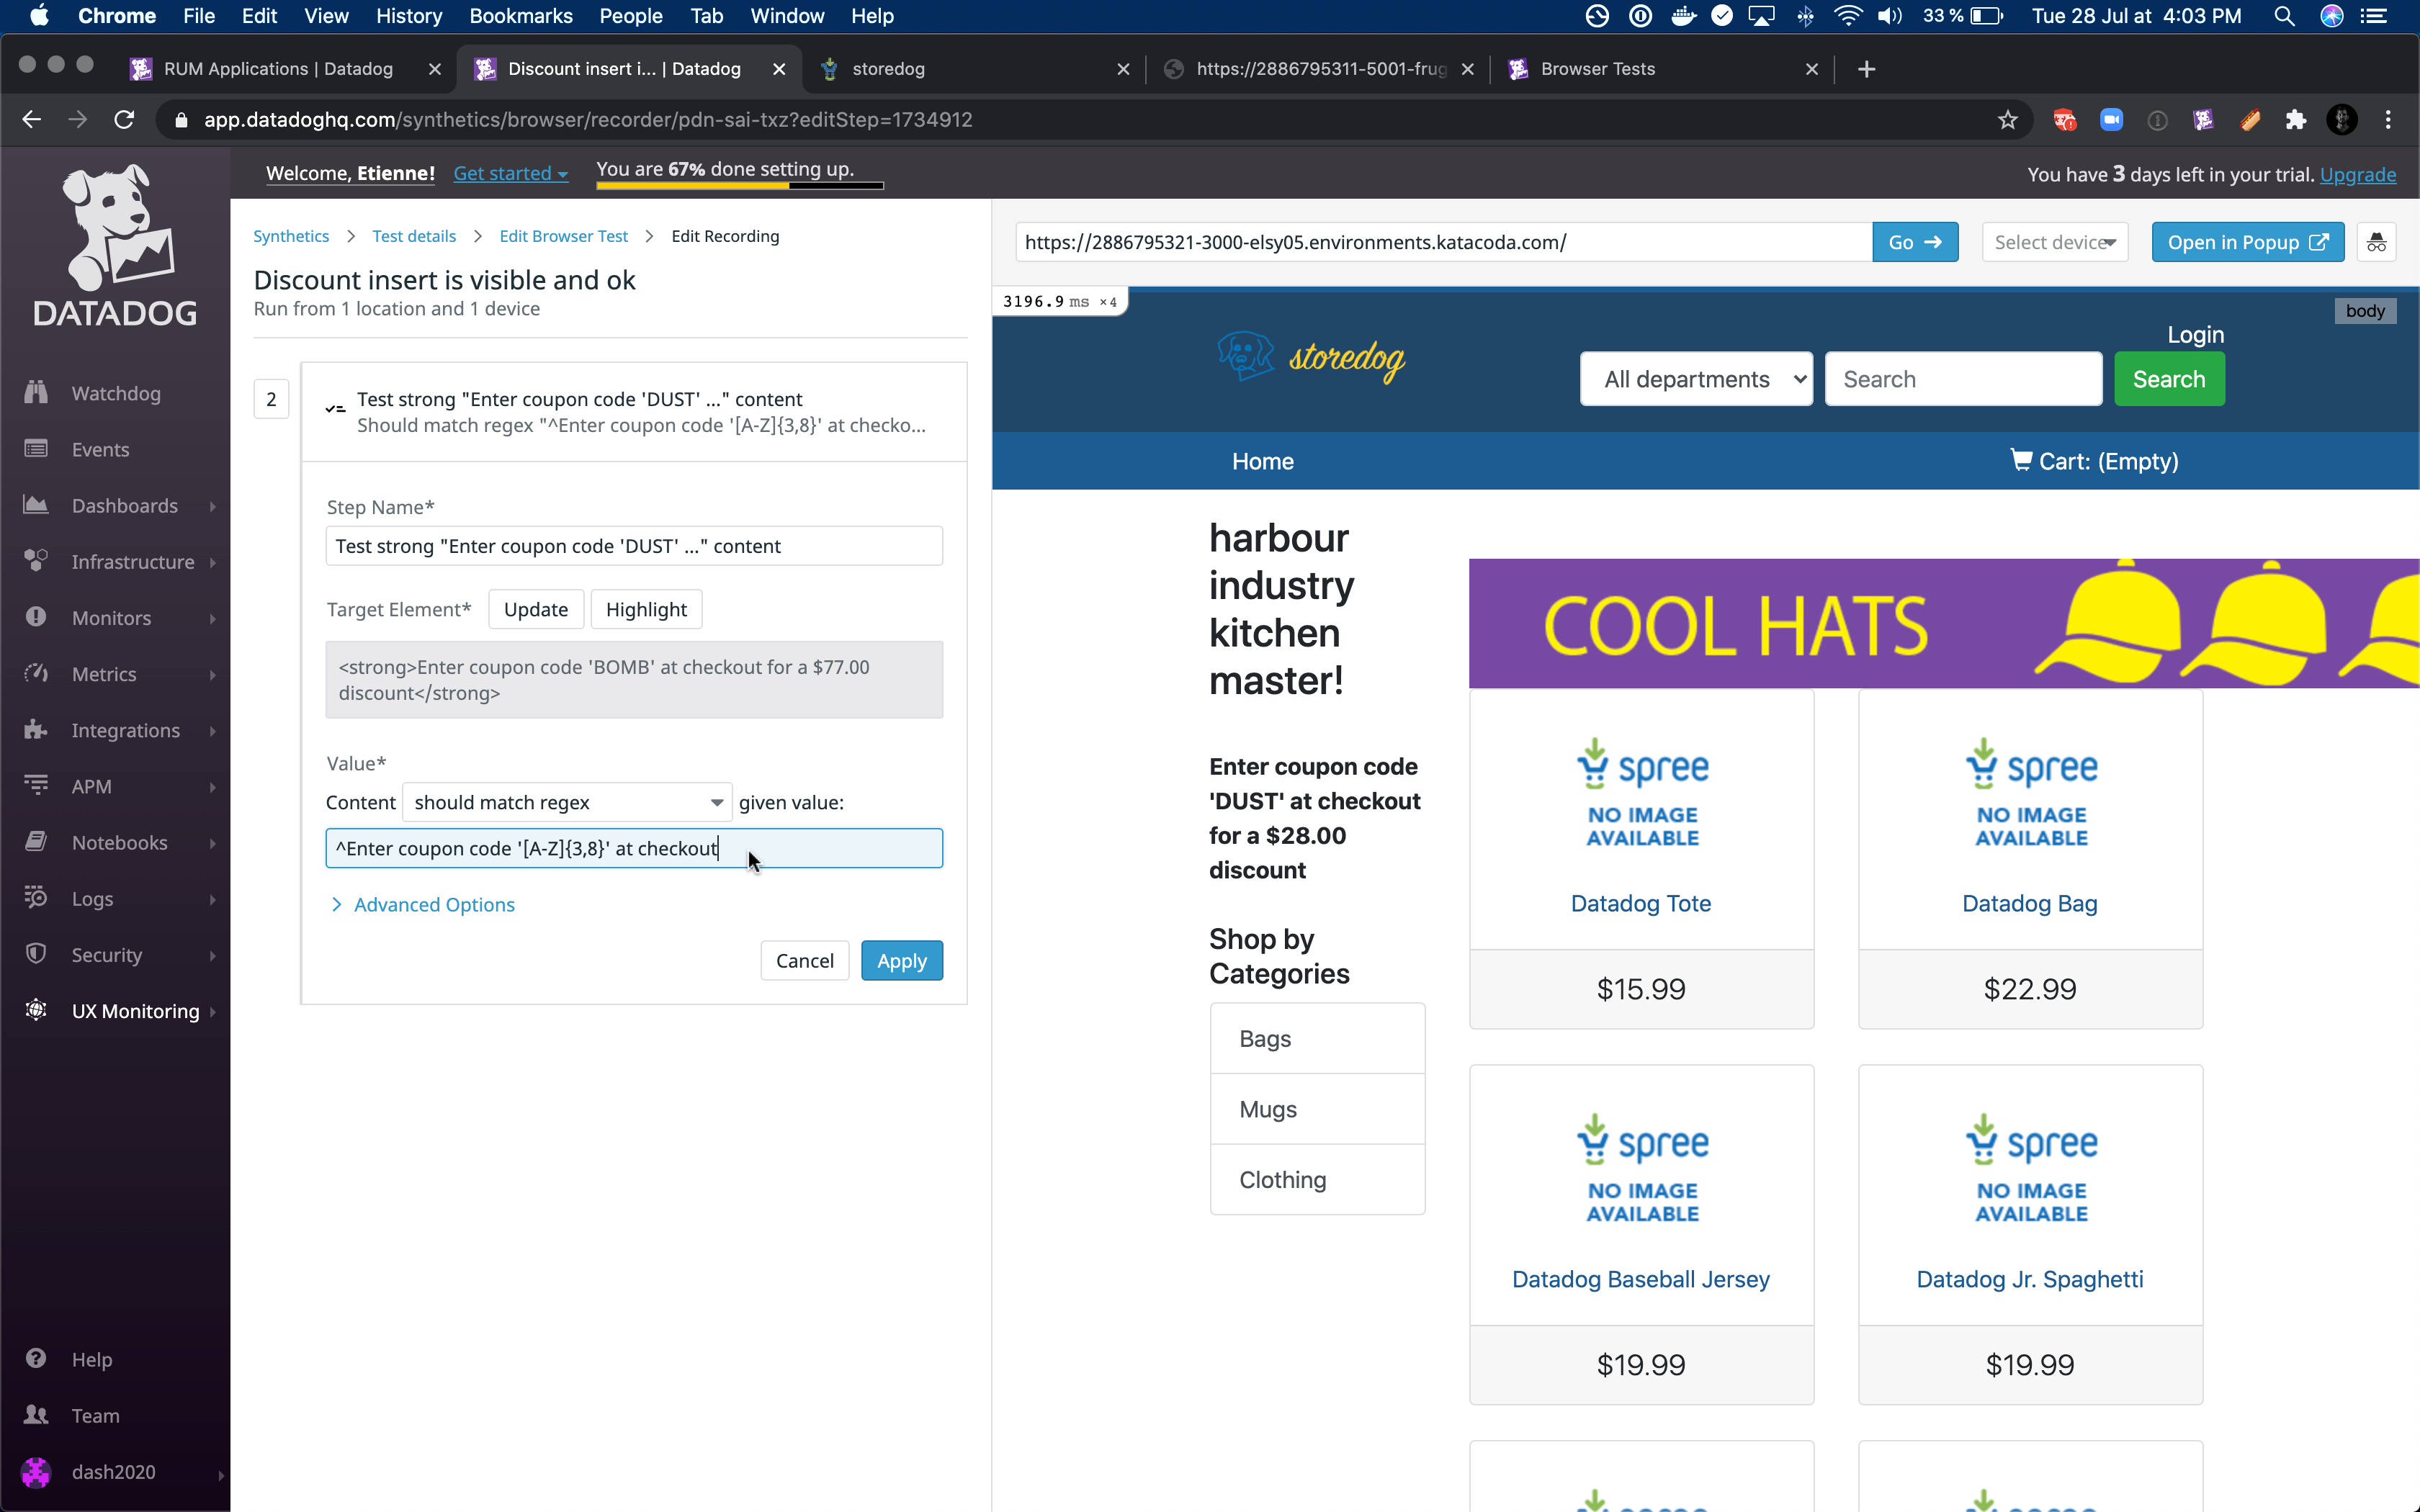 Chrome File Edit View History Bookmarks People Tab Window Help
33 % Tue 28 Jul at 4:03 PM
RUM Applications | Datadog
Discount insert i... | Datadog
storedog
https://2886795311-5001-frug
Browser Tests
app.datadoghq.com/synthetics/browser/recorder/pdn-sai-txz?editStep=1734912
DATADOG
Watchdog
Events
Dashboards
Infrastructure
Monitors
Metrics
Integrations
APM
Notebooks
Logs
Security
UX Monitoring
Help
Team
dash2020
Welcome, Etienne! Get started
You are 67% done setting up.
You have 3 days left in your trial. Upgrade
Synthetics > Test details > Edit Browser Test > Edit Recording
Discount insert is visible and ok
Run from 1 location and 1 device
2
Test strong "Enter coupon code 'DUST' ..." content
Should match regex "^Enter coupon code '[A-Z]{3,8}' at checko...
Step Name*
Test strong "Enter coupon code 'DUST' ..." content
Target Element* Update Highlight
<strong>Enter coupon code 'BOMB' at checkout for a $77.00
discount</strong>
Value*
Content should match regex given value:
^Enter coupon code '[A-Z]{3,8}' at checkout
> Advanced Options
Cancel Apply
https://2886795321-3000-elsy05.environments.katacoda.com/
Go →
Select device
Open in Popup
3196.9 ms ×4
body
storedog
Login
All departments
Search
Search
Home
Cart: (Empty)
harbour
industry
kitchen
master!
Enter coupon code
'DUST' at checkout
for a $28.00
discount
Shop by
Categories
Bags
Mugs
Clothing
COOL HATS
spree
NO IMAGE
AVAILABLE
Datadog Tote
$15.99
spree
NO IMAGE
AVAILABLE
Datadog Bag
$22.99
spree
NO IMAGE
AVAILABLE
Datadog Baseball Jersey
$19.99
spree
NO IMAGE
AVAILABLE
Datadog Jr. Spaghetti
$19.99